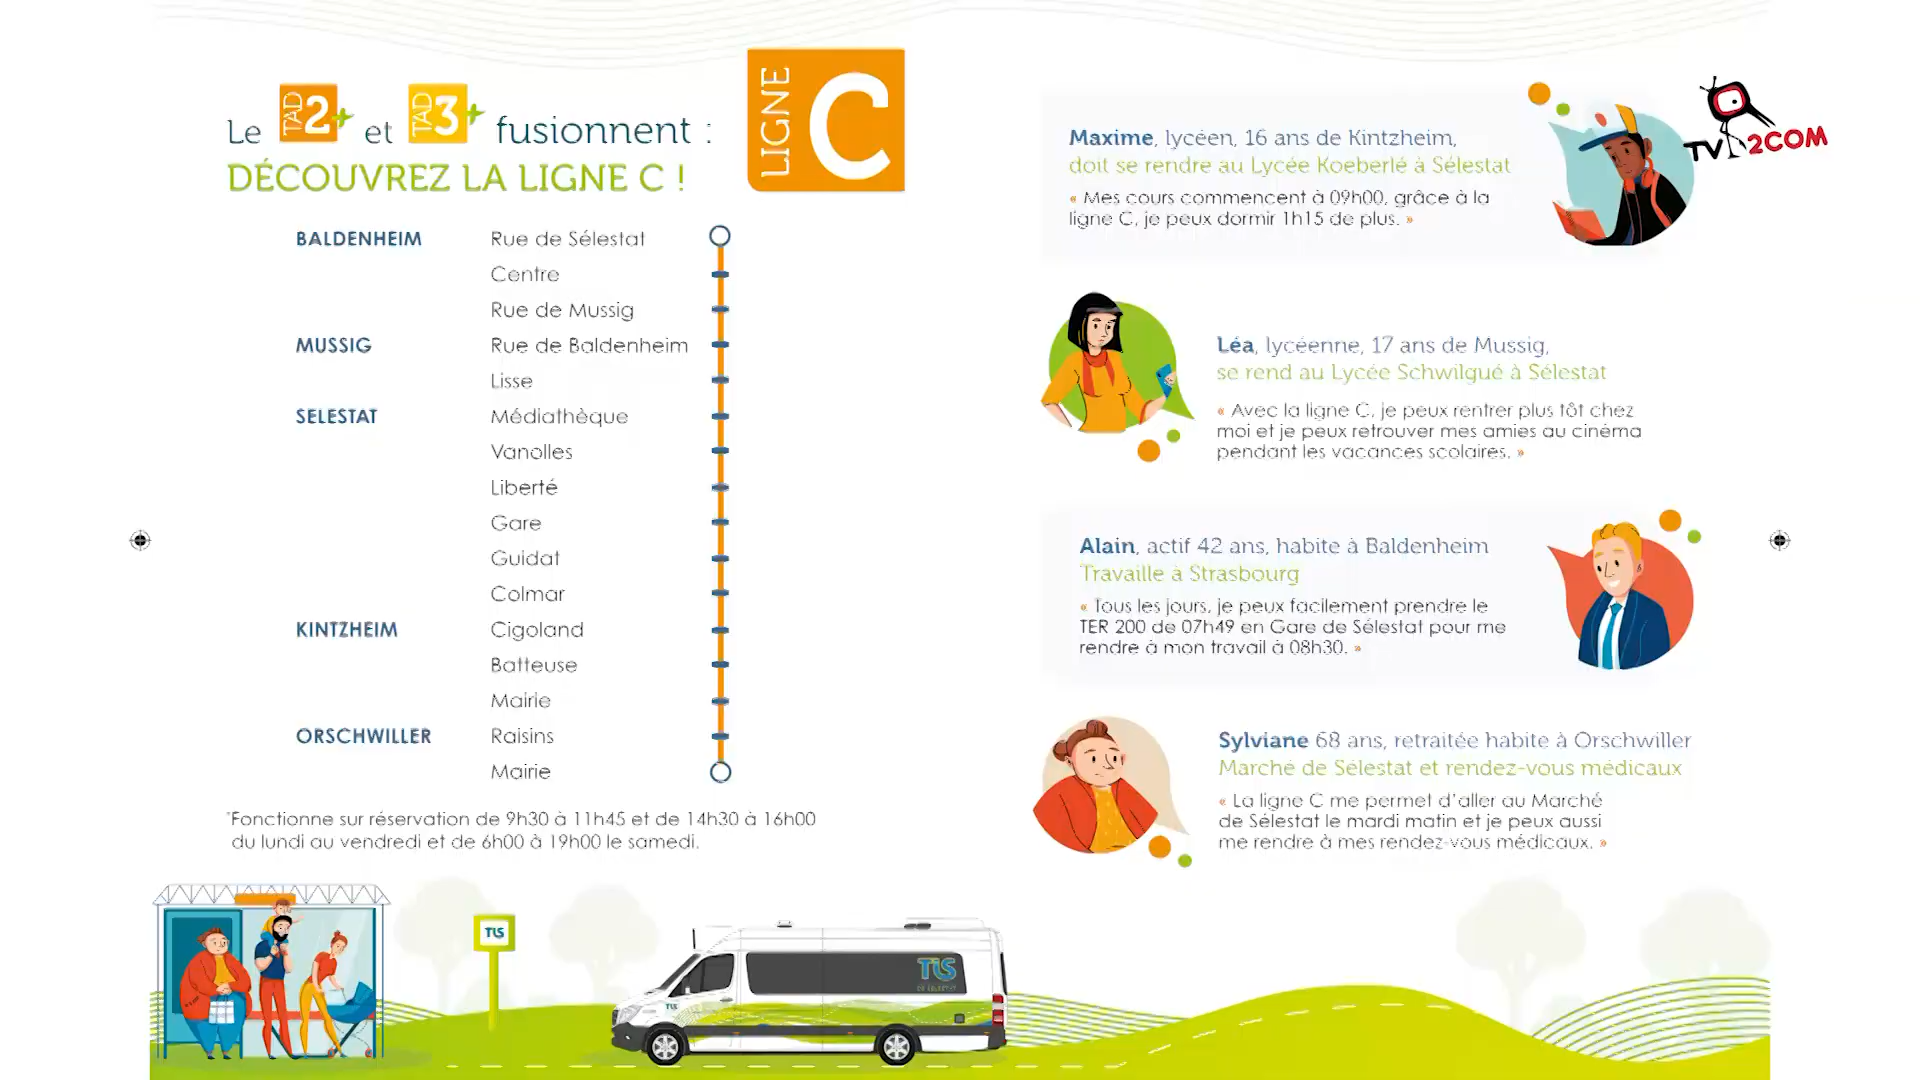 Le TAD 2+ et TAD 3+ fusionnent :
DÉCOUVREZ LA LIGNE C !
LIGNE C
BALDENHEIM Rue de Sélestat
Centre
Rue de Mussig
MUSSIG Rue de Baldenheim
Lisse
SELESTAT Médiathèque
Vanolles
Liberté
Gare
Guidat
Colmar
KINTZHEIM Cigoland
Batteuse
Mairie
ORSCHWILLER Raisins
Mairie
*Fonctionne sur réservation de 9h30 à 11h45 et de 14h30 à 16h00
du lundi au vendredi et de 6h00 à 19h00 le samedi.
Maxime, lycéen, 16 ans de Kintzheim,
doit se rendre au Lycée Koeberlé à Sélestat
« Mes cours commencent à 09h00, grâce à la
ligne C, je peux dormir 1h15 de plus. »
TV2COM
Léa, lycéenne, 17 ans de Mussig,
se rend au Lycée Schwilgué à Sélestat
« Avec la ligne C, je peux rentrer plus tôt chez
moi et je peux retrouver mes amies au cinéma
pendant les vacances scolaires. »
Alain, actif 42 ans, habite à Baldenheim
Travaille à Strasbourg
« Tous les jours, je peux facilement prendre le
TER 200 de 07h49 en Gare de Sélestat pour me
rendre à mon travail à 08h30. »
Sylviane 68 ans, retraitée habite à Orschwiller
Marché de Sélestat et rendez-vous médicaux
« La ligne C me permet d'aller au Marché
de Sélestat le mardi matin et je peux aussi
me rendre à mes rendez-vous médicaux. »
TIS
TIS
TIS